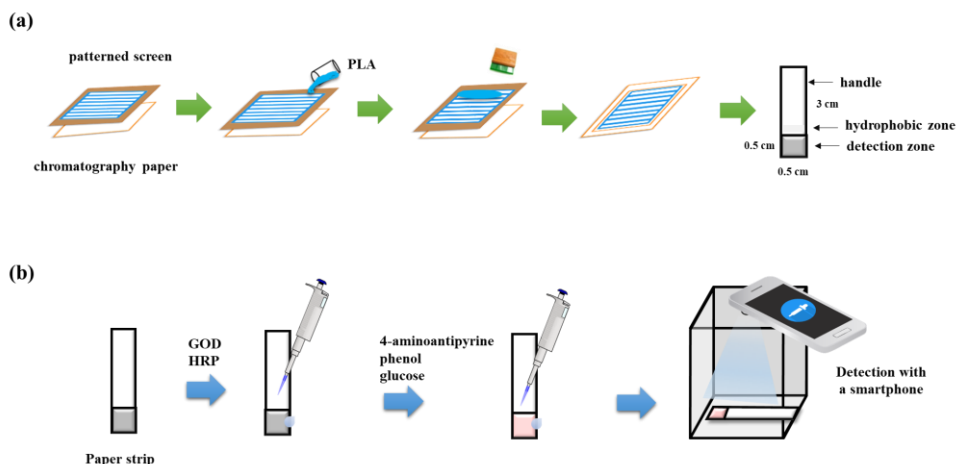 (a)
patterned screen
PLA
chromatography paper
handle
3 cm
hydrophobic zone
0.5 cm
detection zone
0.5 cm
(b)
GOD
HRP
4-aminoantipyrine
phenol
glucose
Detection with
a smartphone
Paper strip